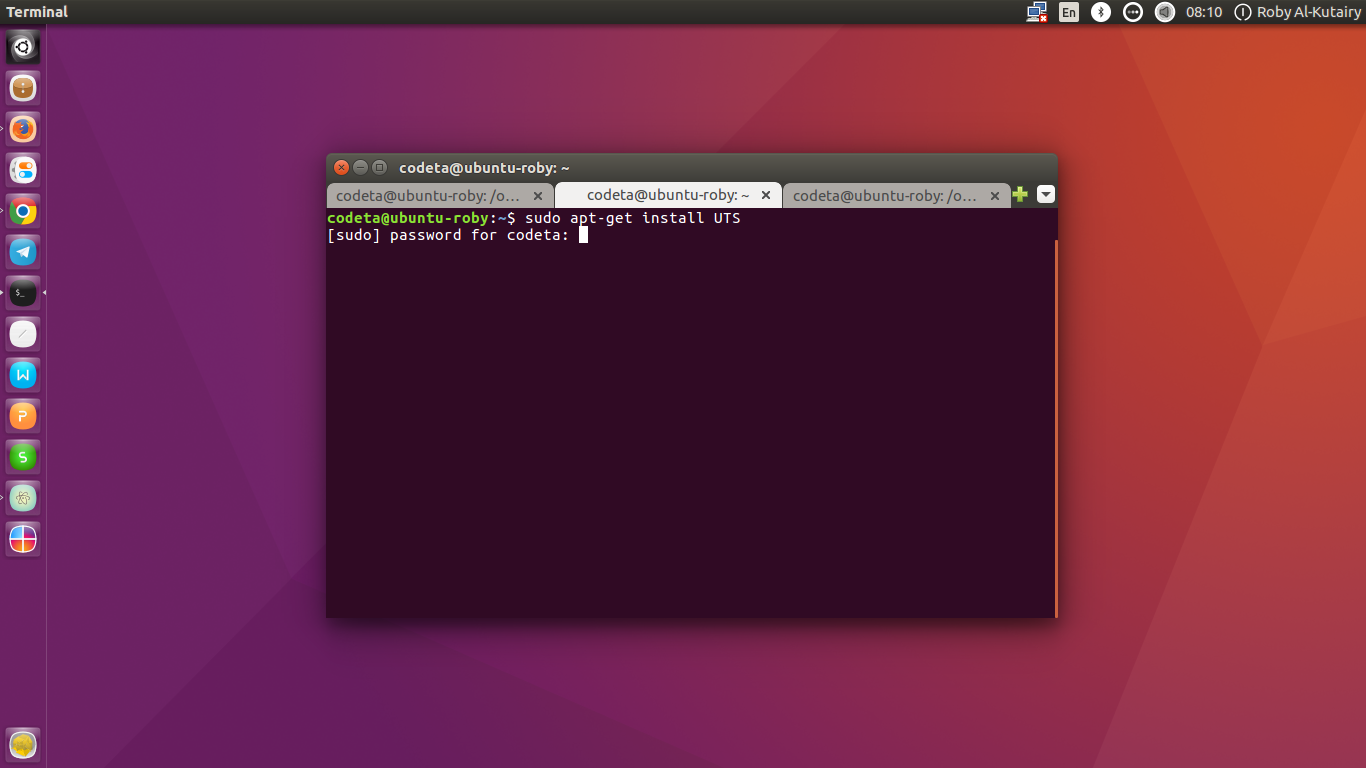 Terminal
En
08:10
Roby Al-Kutairy
codeta@ubuntu-roby: ~
codeta@ubuntu-roby: /o...
codeta@ubuntu-roby: ~
codeta@ubuntu-roby: /o...
codeta@ubuntu-roby:~$ sudo apt-get install UTS
[sudo] password for codeta:
$_
W
P
S